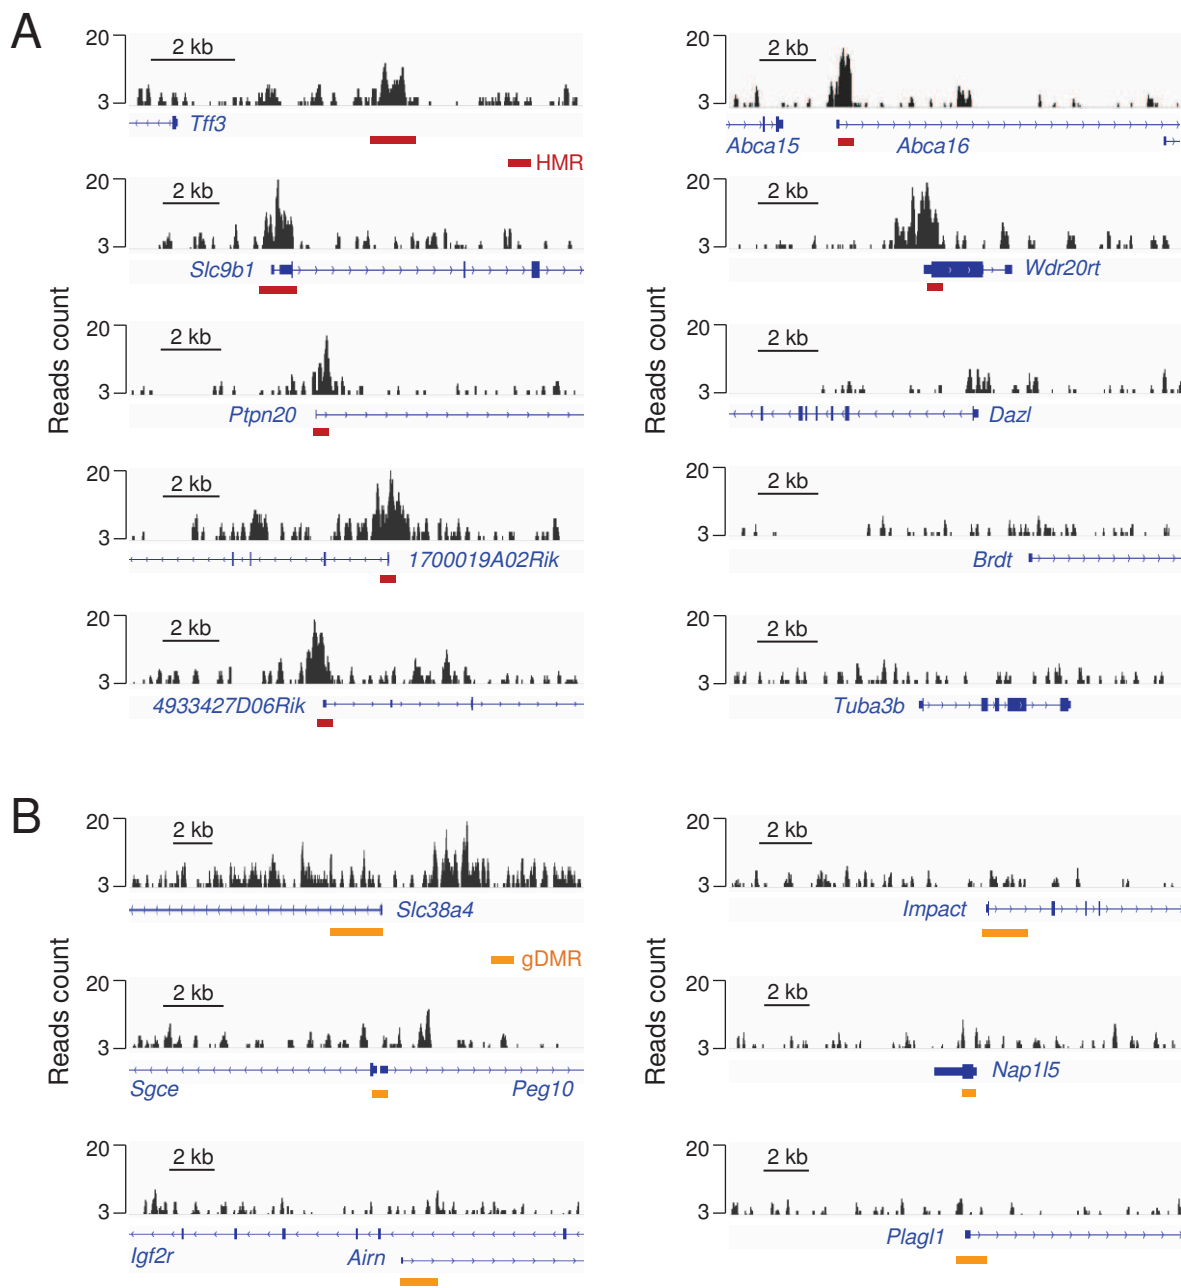 A
20
2 kb
3
Tff3
HMR
20
2 kb
3
Slc9b1
20
2 kb
3
Ptpn20
20
2 kb
3
1700019A02Rik
20
2 kb
3
4933427D06Rik
Reads count
20
2 kb
3
Abca15
Abca16
20
2 kb
3
Wdr20rt
20
2 kb
3
Dazl
20
2 kb
3
Brdt
20
2 kb
3
Tuba3b
Reads count
B
20
2 kb
3
Slc38a4
gDMR
20
2 kb
3
Sgce
Peg10
20
2 kb
3
Igf2r
Airn
Reads count
20
2 kb
3
Impact
20
2 kb
3
Nap1l5
20
2 kb
3
Plagl1
Reads count